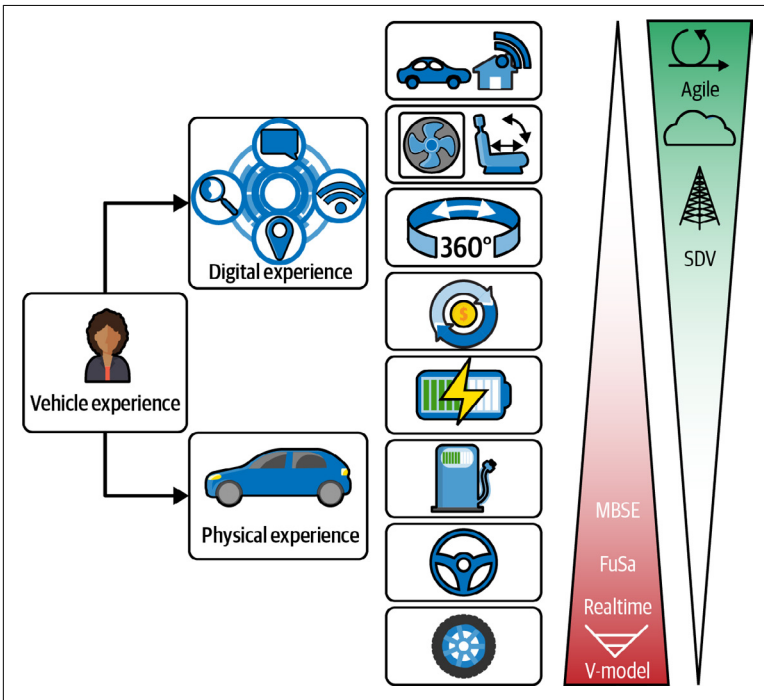 Vehicle experience
Digital experience
Physical experience
360°
$
Agile
SDV
MBSE
FuSa
Realtime
V-model